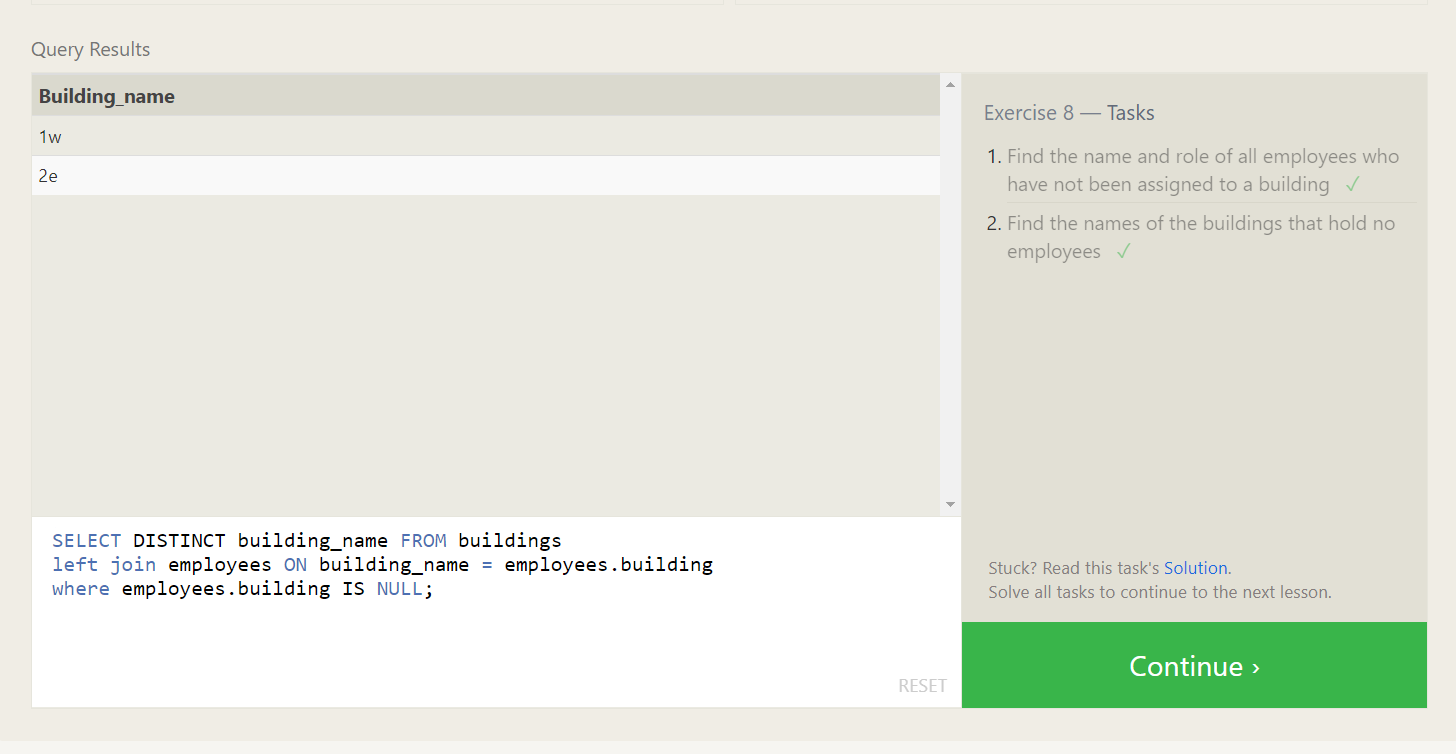 Query Results
Building_name
1w
2e
SELECT DISTINCT building_name FROM buildings
left join employees ON building_name = employees.building
where employees.building IS NULL;
RESET
Exercise 8 — Tasks
1. Find the name and role of all employees who
have not been assigned to a building ✓
2. Find the names of the buildings that hold no
employees ✓
Stuck? Read this task's Solution.
Solve all tasks to continue to the next lesson.
Continue ›